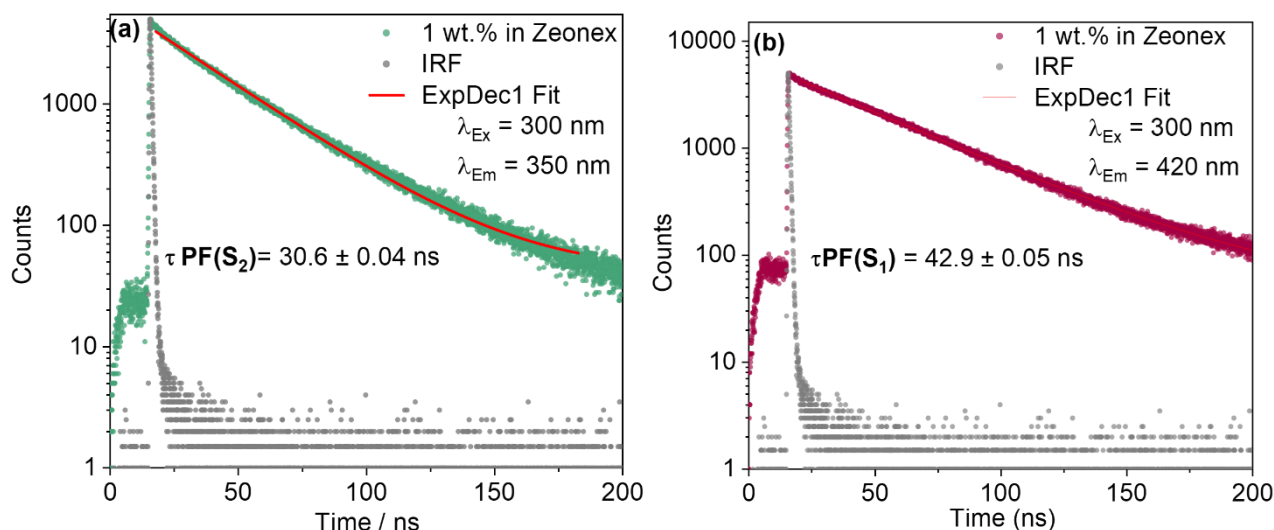 (a)
1 wt.% in Zeonex
IRF
ExpDec1 Fit
λEx = 300 nm
λEm = 350 nm
τ PF(S2)= 30.6 ± 0.04 ns
Counts
1000
100
10
1
0 50 100 150 200
Time / ns
(b)
1 wt.% in Zeonex
IRF
ExpDec1 Fit
λEx = 300 nm
λEm = 420 nm
τPF(S1) = 42.9 ± 0.05 ns
Counts
10000
1000
100
10
1
0 50 100 150 200
Time (ns)